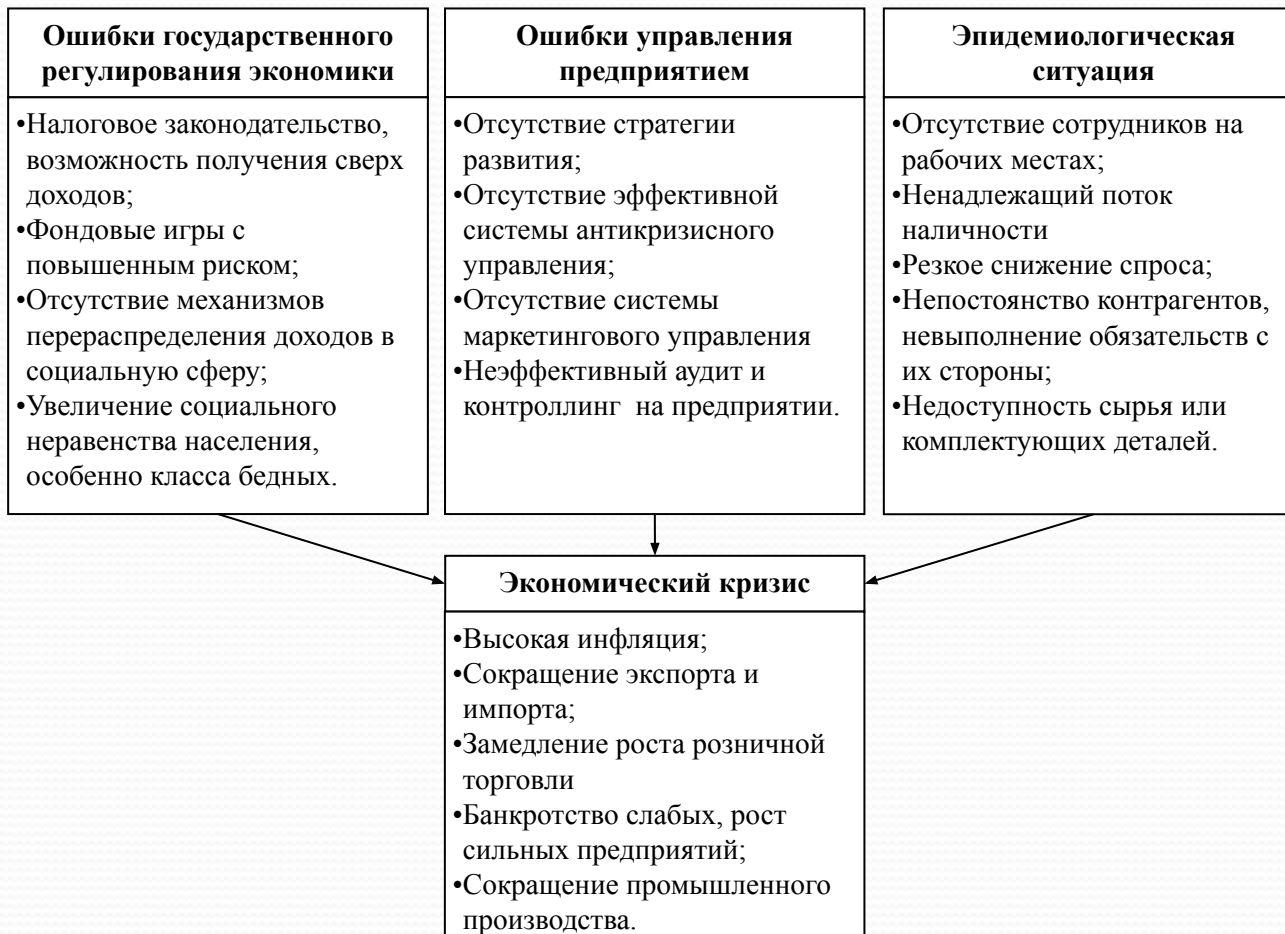 Ошибки государственного
регулирования экономики
•Налоговое законодательство,
возможность получения сверх
доходов;
•Фондовые игры с
повышенным риском;
•Отсутствие механизмов
перераспределения доходов в
социальную сферу;
•Увеличение социального
неравенства населения,
особенно класса бедных.
Ошибки управления
предприятием
•Отсутствие стратегии
развития;
•Отсутствие эффективной
системы антикризисного
управления;
•Отсутствие системы
маркетингового управления
•Неэффективный аудит и
контроллинг на предприятии.
Эпидемиологическая
ситуация
•Отсутствие сотрудников на
рабочих местах;
•Ненадлежащий поток
наличности
•Резкое снижение спроса;
•Непостоянство контрагентов,
невыполнение обязательств с
их стороны;
•Недоступность сырья или
комплектующих деталей.
Экономический кризис
•Высокая инфляция;
•Сокращение экспорта и
импорта;
•Замедление роста розничной
торговли
•Банкротство слабых, рост
сильных предприятий;
•Сокращение промышленного
производства.